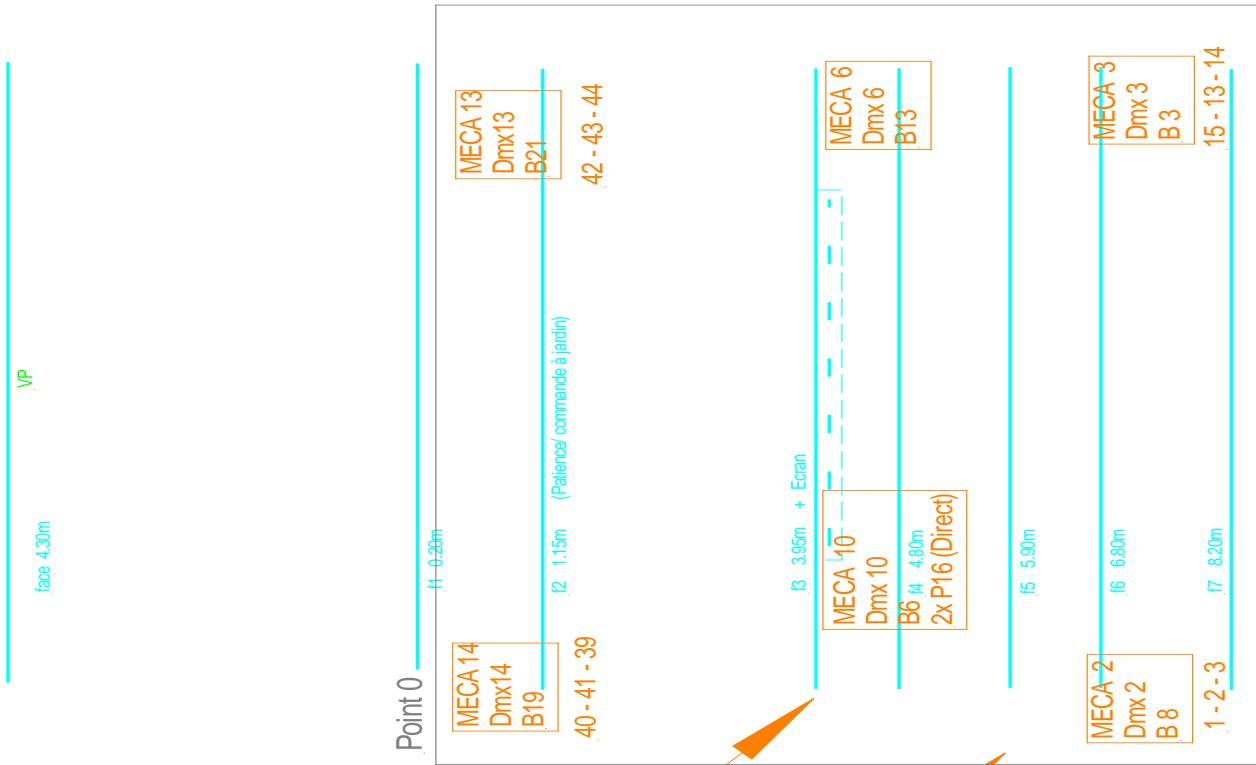 VP
face 4.30m
Point 0
f1 0.20m
MECA 13
Dmx13
B21
42 - 43 - 44
f2 1.15m (Patience/ commande à jardin)
MECA 14
Dmx14
B19
40 - 41 - 39
f3 3.95m + Ecran
MECA 6
Dmx 6
B13
MECA 10
Dmx 10
B6
2x P16 (Direct)
f4 4.80m
f5 5.90m
MECA 3
Dmx 3
B 3
15 - 13 - 14
f6 6.80m
MECA 2
Dmx 2
B 8
1 - 2 - 3
f7 8.20m